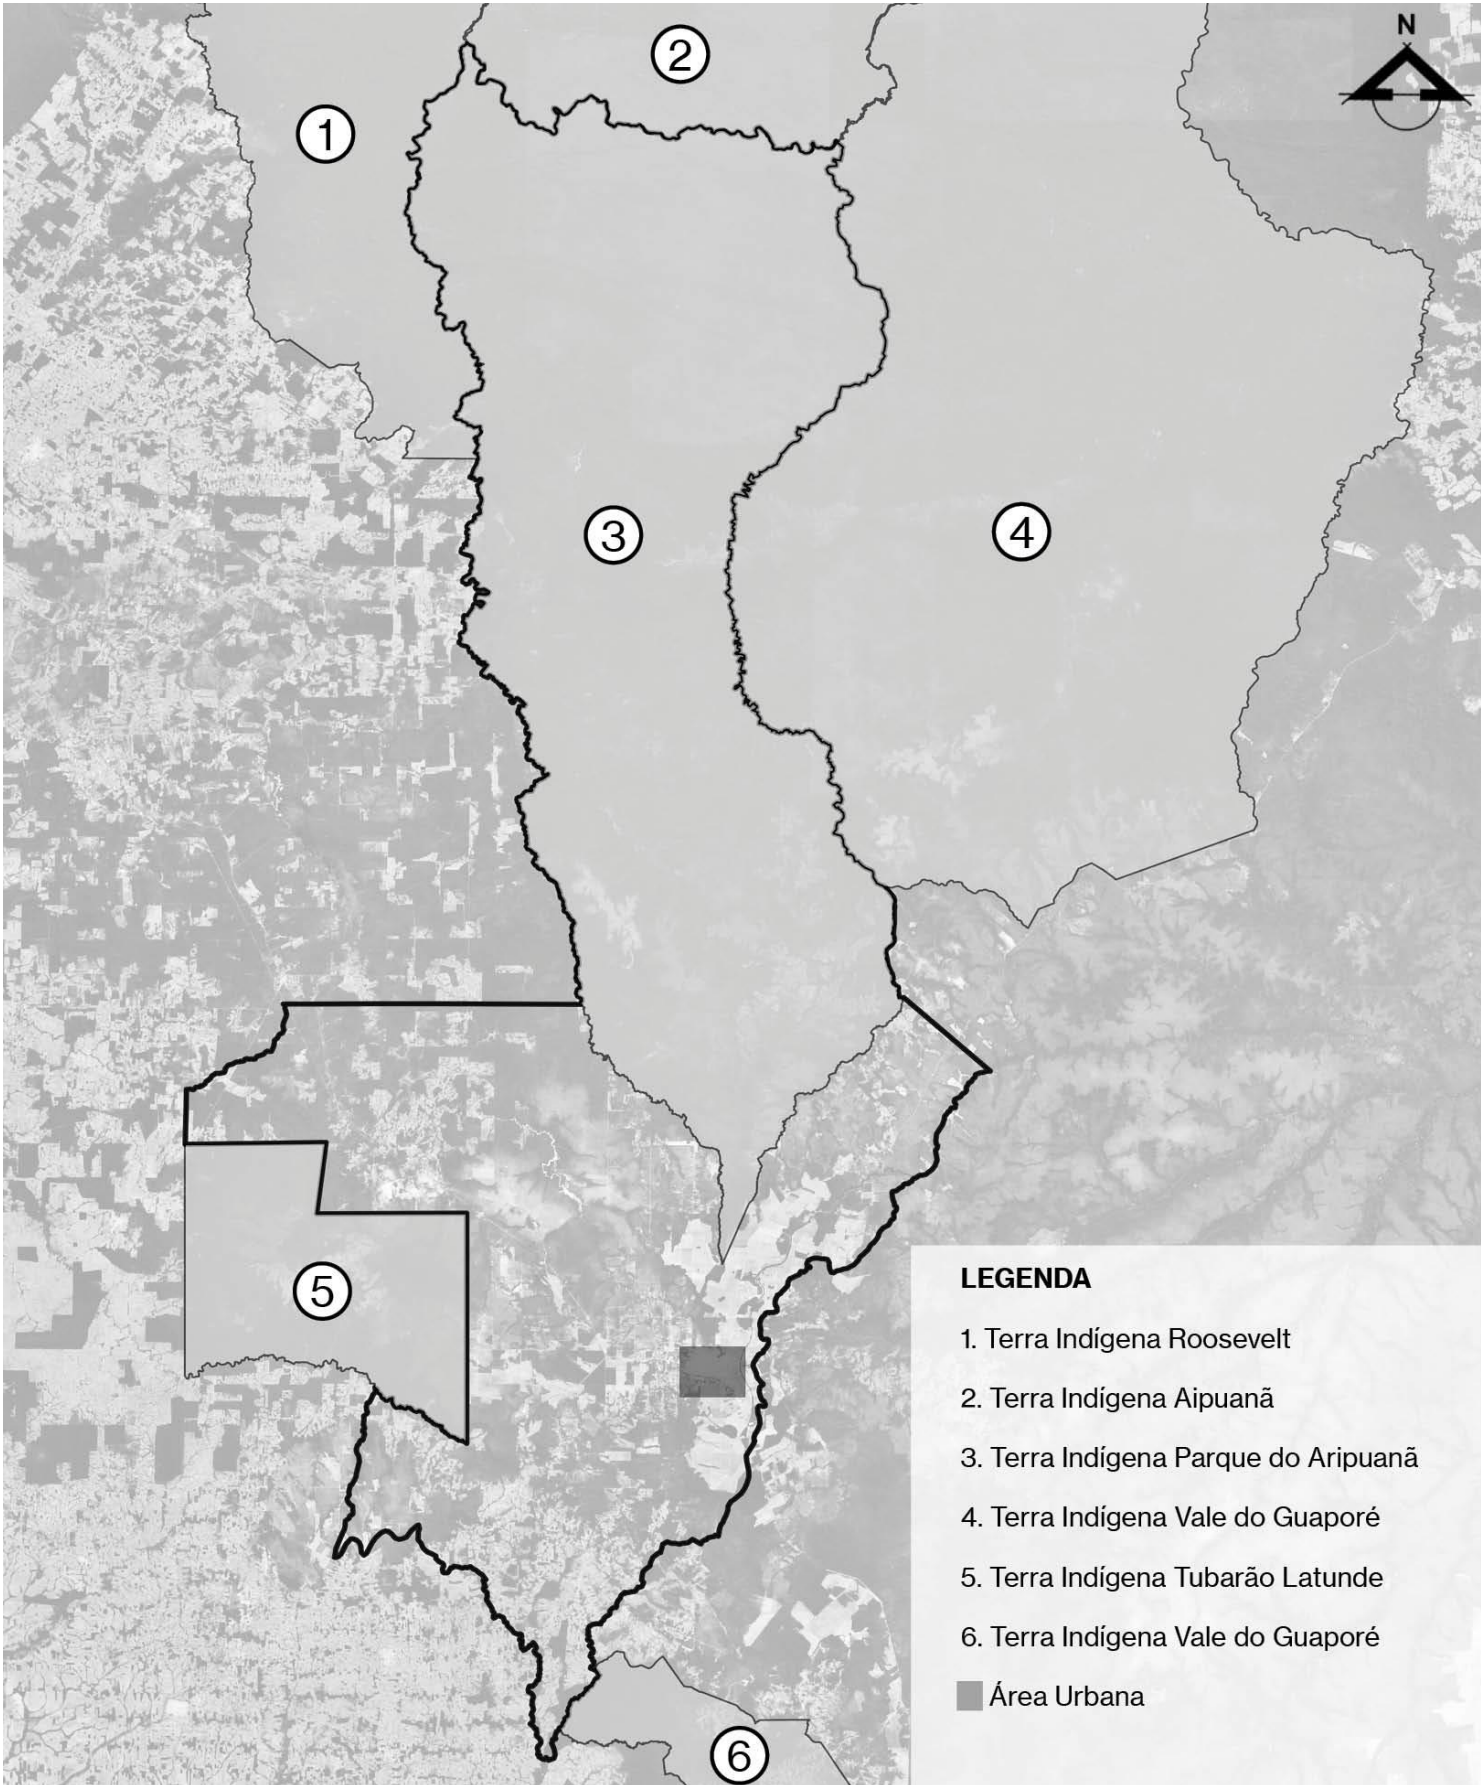 N
2
1
3
4
5
6
LEGENDA
1. Terra Indígena Roosevelt
2. Terra Indígena Aipuanã
3. Terra Indígena Parque do Aripuanã
4. Terra Indígena Vale do Guaporé
5. Terra Indígena Tubarão Latunde
6. Terra Indígena Vale do Guaporé
Área Urbana